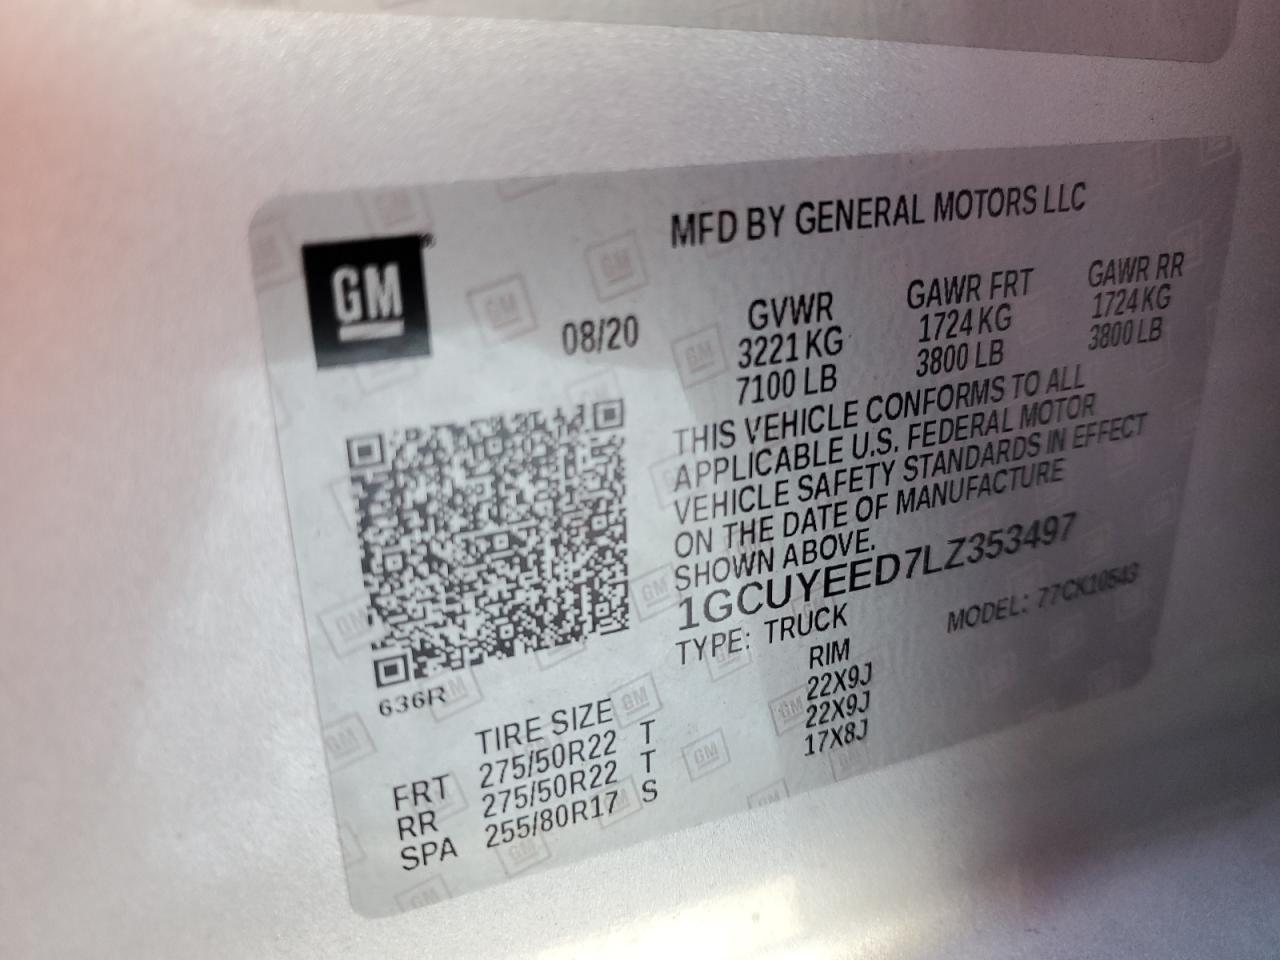 GM
MFD BY GENERAL MOTORS LLC
08/20
GVWR GAWR FRT GAWR RR
3221 KG 1724 KG 1724 KG
7100 LB 3800 LB 3800 LB
THIS VEHICLE CONFORMS TO ALL
APPLICABLE U.S. FEDERAL MOTOR
VEHICLE SAFETY STANDARDS IN EFFECT
ON THE DATE OF MANUFACTURE
SHOWN ABOVE.
1GCUYEED7LZ353497
TYPE: TRUCK MODEL: 77CK10543
636R
TIRE SIZE RIM
FRT 275/50R22 T 22X9J
RR 275/50R22 T 22X9J
SPA 255/80R17 S 17X8J